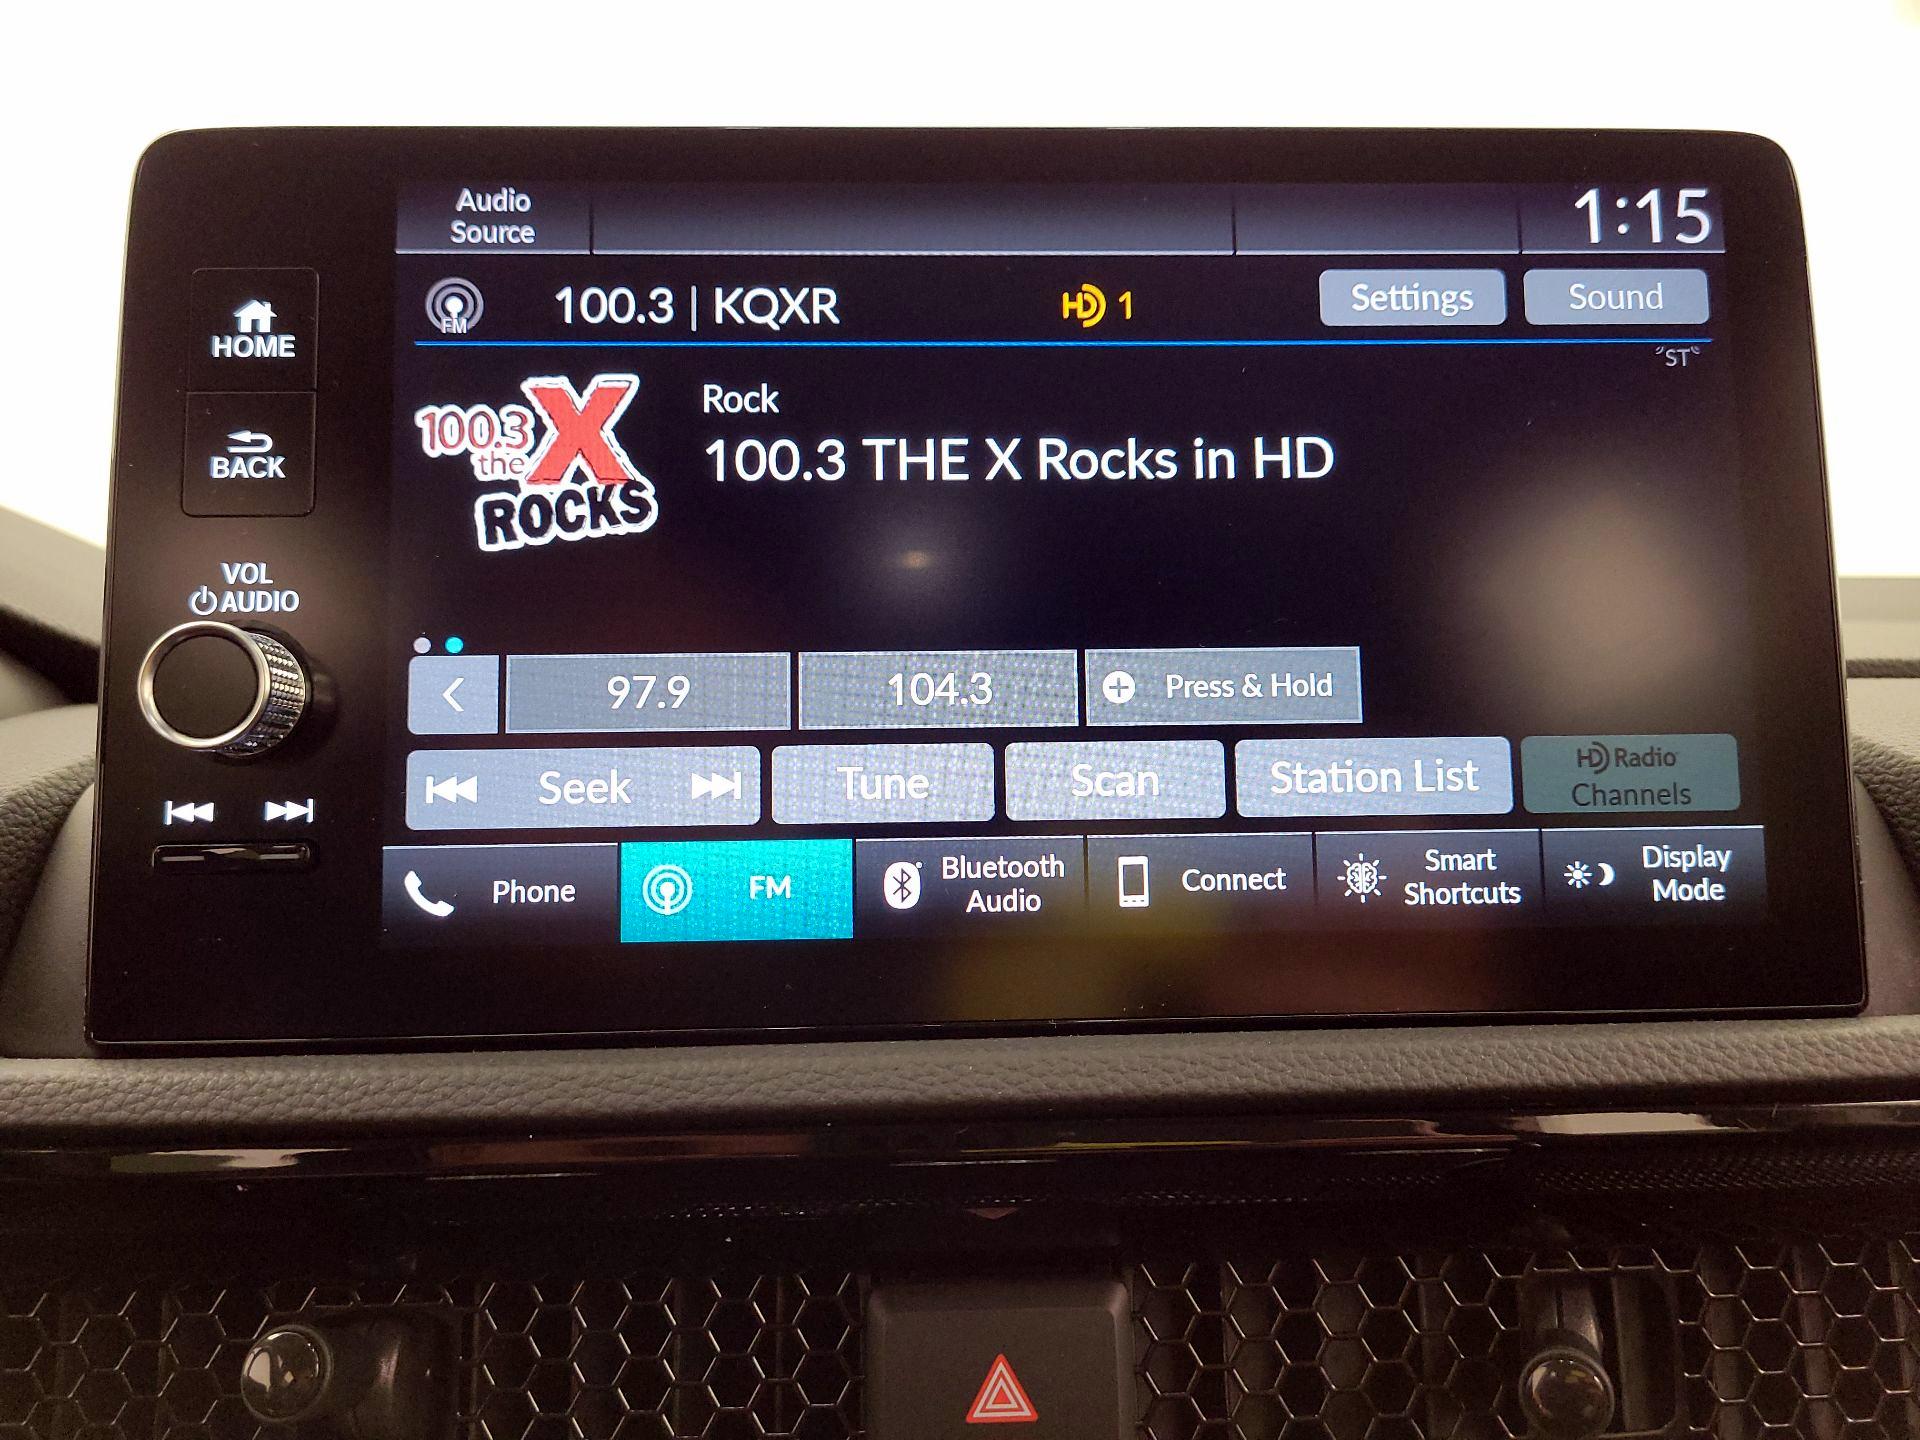 Audio
Source
1:15
HOME
FM
100.3 | KQXR
HD 1
Settings
Sound
"ST"
BACK
100.3
the
X
ROCKS
Rock
100.3 THE X Rocks in HD
VOL
AUDIO
97.9
104.3
Press & Hold
Seek
Tune
Scan
Station List
HD Radio
Channels
Phone
FM
Bluetooth
Audio
Connect
Smart
Shortcuts
Display
Mode